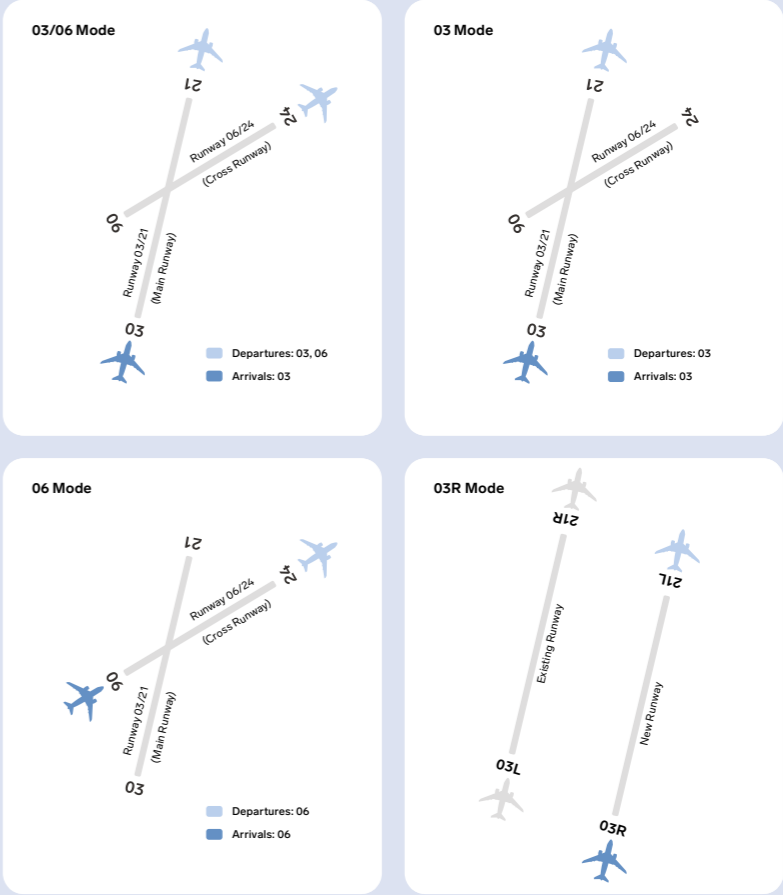 03/06 Mode
21
24
Runway 06/24
(Cross Runway)
06
Runway 03/21
(Main Runway)
03
Departures: 03, 06
Arrivals: 03
03 Mode
21
24
Runway 06/24
(Cross Runway)
06
Runway 03/21
(Main Runway)
03
Departures: 03
Arrivals: 03
06 Mode
21
24
Runway 06/24
(Cross Runway)
06
Runway 03/21
(Main Runway)
03
Departures: 06
Arrivals: 06
03R Mode
21R
21L
Existing Runway
New Runway
03L
03R